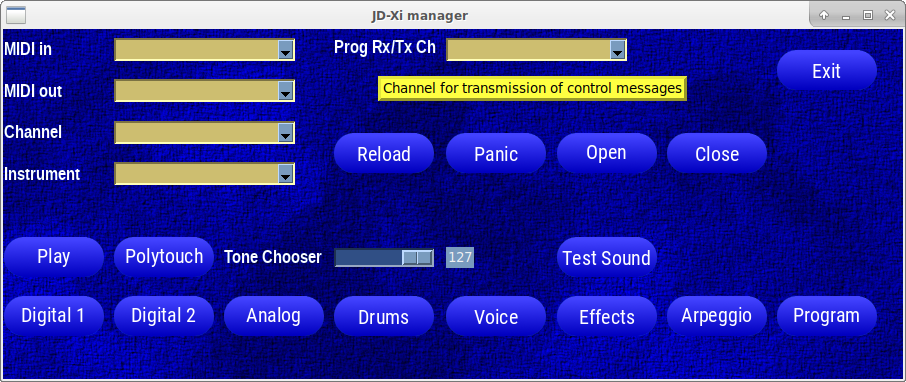 JD-Xi manager
MIDI in
Prog Rx/Tx Ch
Exit
MIDI out
Channel for transmission of control messages
Channel
Reload
Panic
Open
Close
Instrument
Play
Polytouch
Tone Chooser
127
Test Sound
Digital 1
Digital 2
Analog
Drums
Voice
Effects
Arpeggio
Program